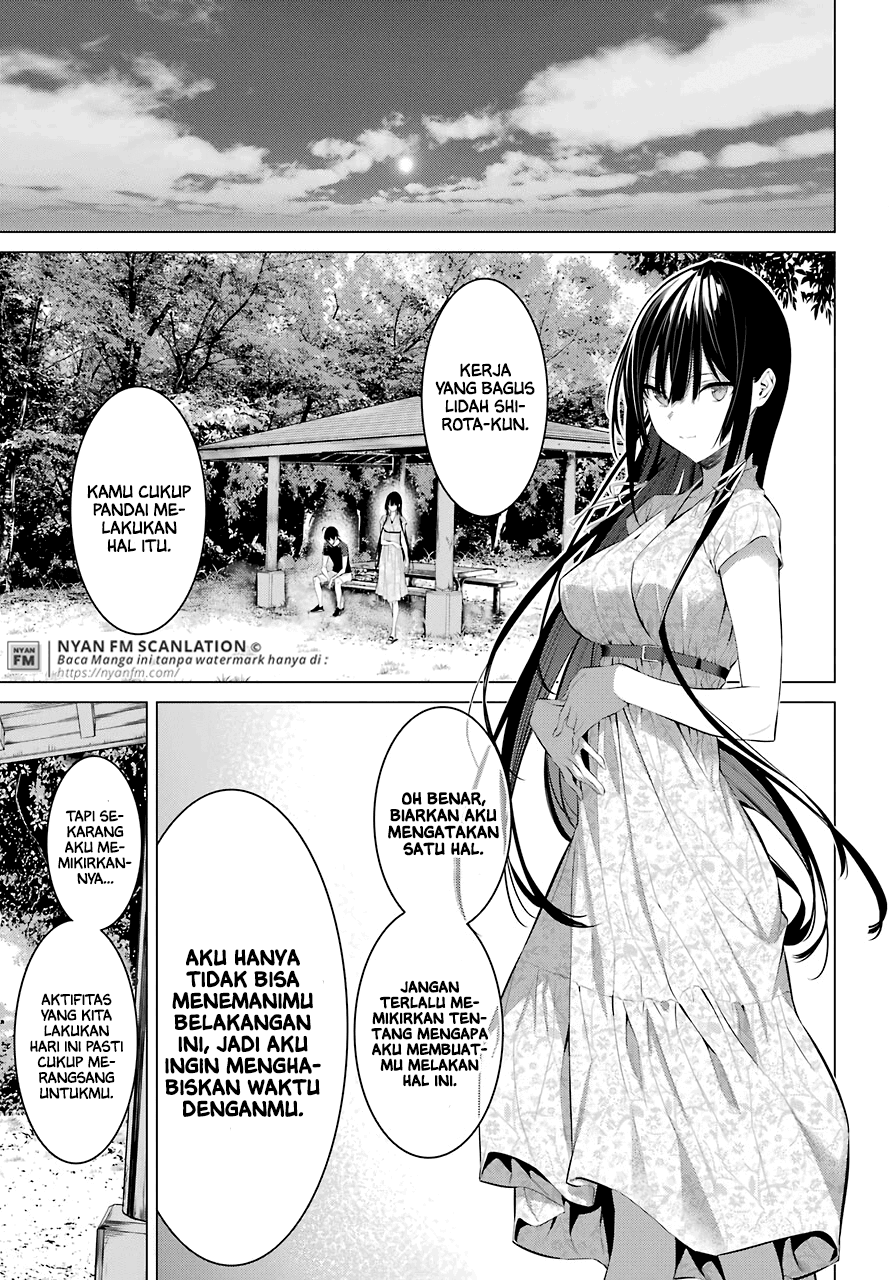 KERJA
YANG BAGUS
LIDAH SHI-
ROTA-KUN.
KAMU CUKUP
PANDAI ME-
LAKUKAN
HAL ITU.
NYAN FM
NYAN FM SCANLATION ©
Baca Manga ini tanpa watermark hanya di :
https://nyanfm.com/
OH BENAR,
BIARKAN AKU
MENGATAKAN
SATU HAL.
JANGAN
TERLALU ME-
MIKIRKAN TEN-
TANG MENGAPA
AKU MEMBUAT-
MU MELAKAN
HAL INI.
AKU HANYA
TIDAK BISA
MENEMANIMU
BELAKANGAN
INI, JADI AKU
INGIN MENGHA-
BISKAN WAKTU
DENGANMU.
TAPI SE-
KARANG
AKU ME-
MIKIRKAN-
NYA...
AKTIFITAS
YANG KITA
LAKUKAN
HARI INI PASTI
CUKUP ME-
RANGSANG
UNTUKMU.